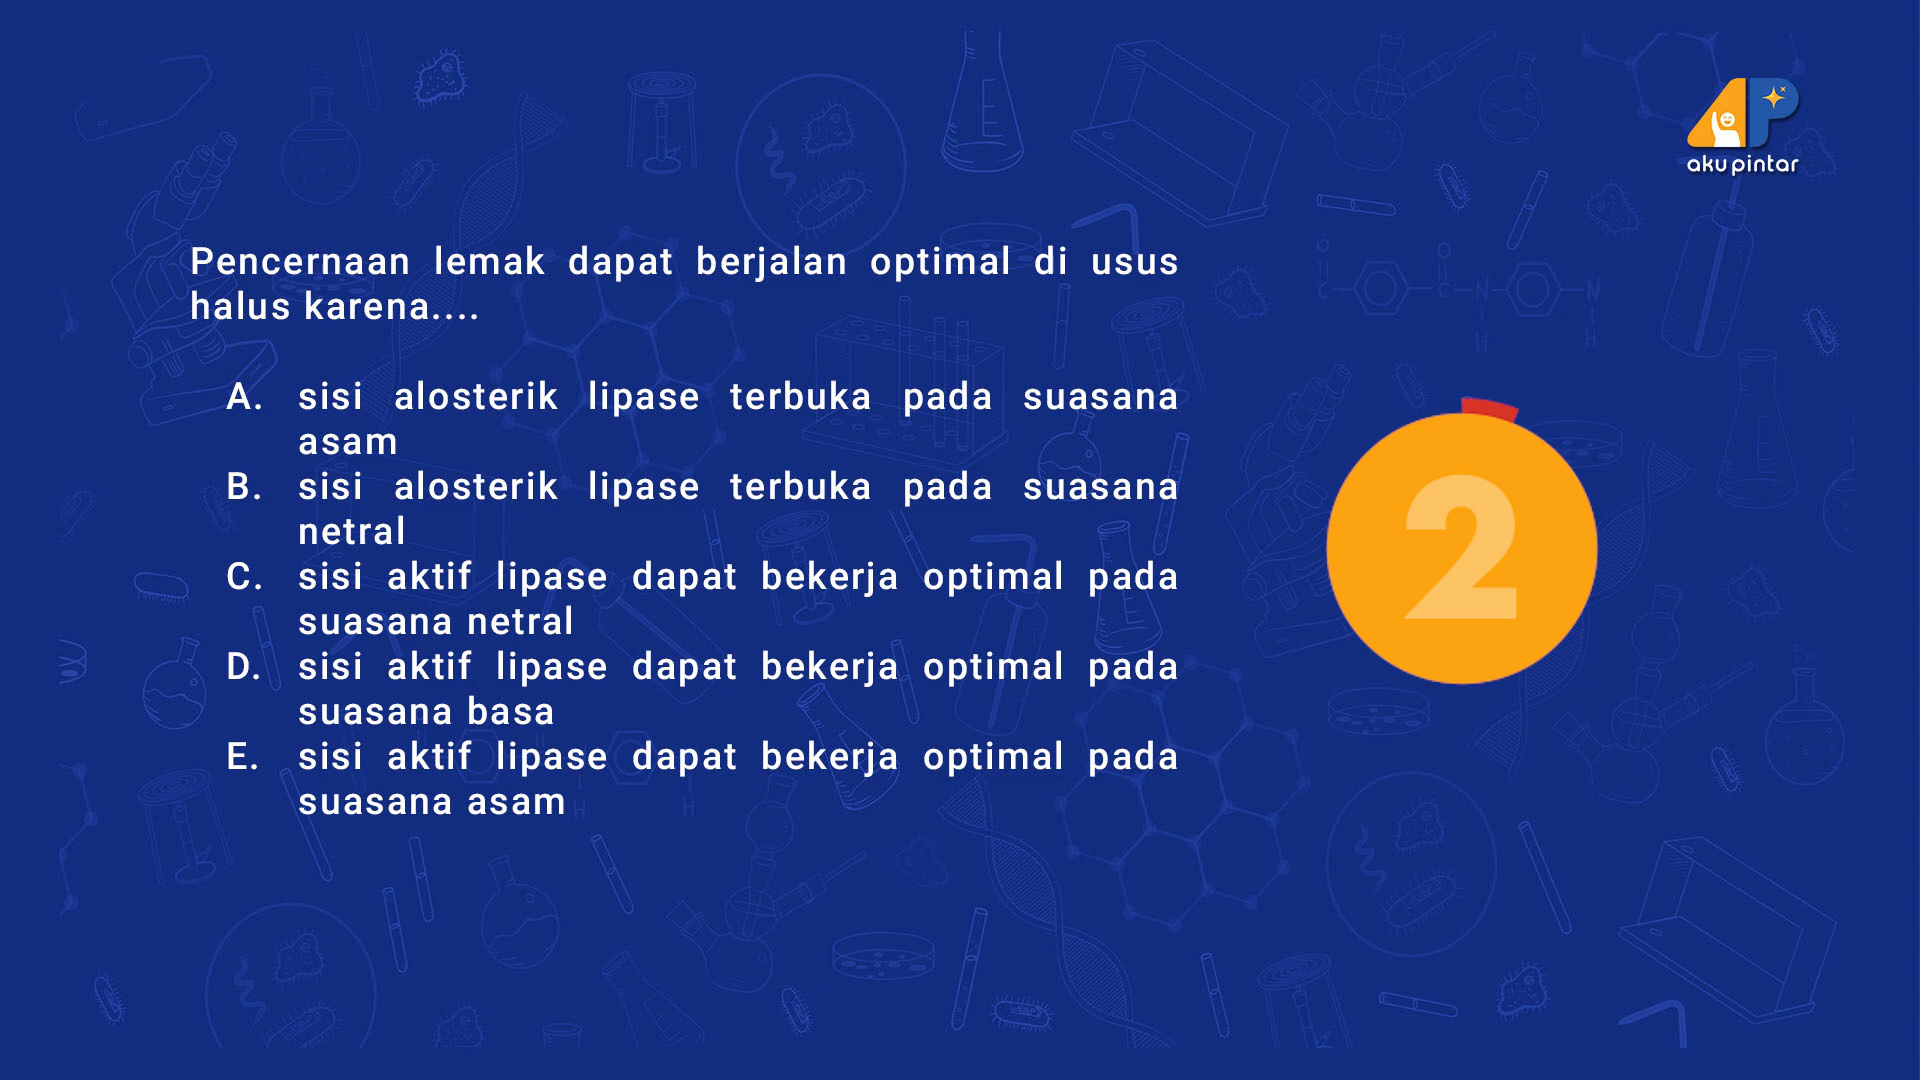 aku pintar
Pencernaan lemak dapat berjalan optimal di usus
halus karena....
A. sisi alosterik lipase terbuka pada suasana
asam
B. sisi alosterik lipase terbuka pada suasana
netral
C. sisi aktif lipase dapat bekerja optimal pada
suasana netral
D. sisi aktif lipase dapat bekerja optimal pada
suasana basa
E. sisi aktif lipase dapat bekerja optimal pada
suasana asam
2